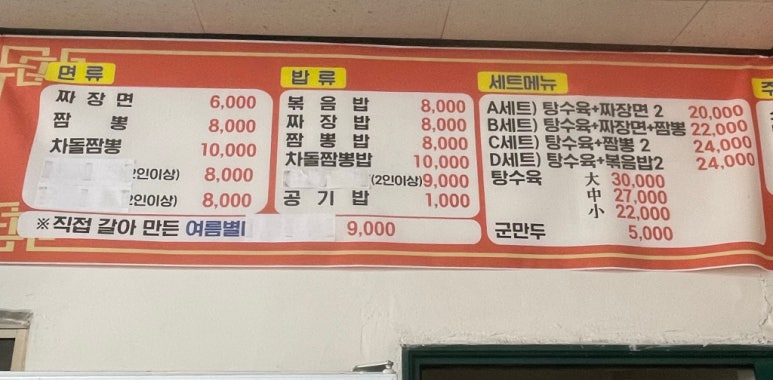 면 류
짜 장 면 6,000
짬 뽕 8,000
차돌짬뽕 10,000
2인이상) 8,000
2인이상) 8,000
밥 류
볶 음 밥 8,000
짜 장 밥 8,000
짬 뽕 밥 8,000
차돌짬뽕밥 10,000
(2인이상) 9,000
공 기 밥 1,000
※직접 갈아 만든 여름별 9,000
세트메뉴
A세트) 탕수육+짜장면 2 20,000
B세트) 탕수육+짜장면+짬뽕 22,000
C세트) 탕수육+짬뽕 2 24,000
D세트) 탕수육+볶음밥2 24,000
탕수육 大 30,000
中 27,000
小 22,000
군만두 5,000